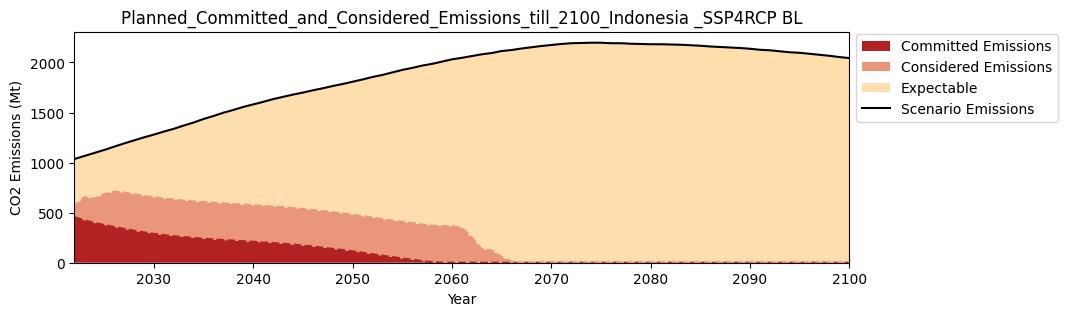 Planned_Committed_and_Considered_Emissions_till_2100_Indonesia _SSP4RCP BL
Committed Emissions
Considered Emissions
Expectable
Scenario Emissions
CO2 Emissions (Mt)
2000
1500
1000
500
0
2030 2040 2050 2060 2070 2080 2090 2100
Year